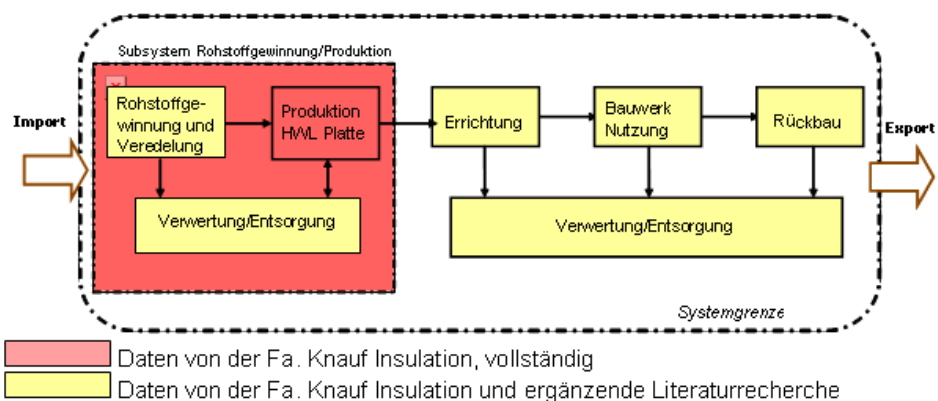 Subsystem Rohstoffgewinnung/Produktion
Import
Rohstoffge-
winnung und
Veredelung
Produktion
HWL Platte
Errichtung
Bauwerk
Nutzung
Rückbau
Export
Verwertung/Entsorgung
Verwertung/Entsorgung
Systemgrenze
Daten von der Fa. Knauf Insulation, vollständig
Daten von der Fa. Knauf Insulation und ergänzende Literaturrecherche